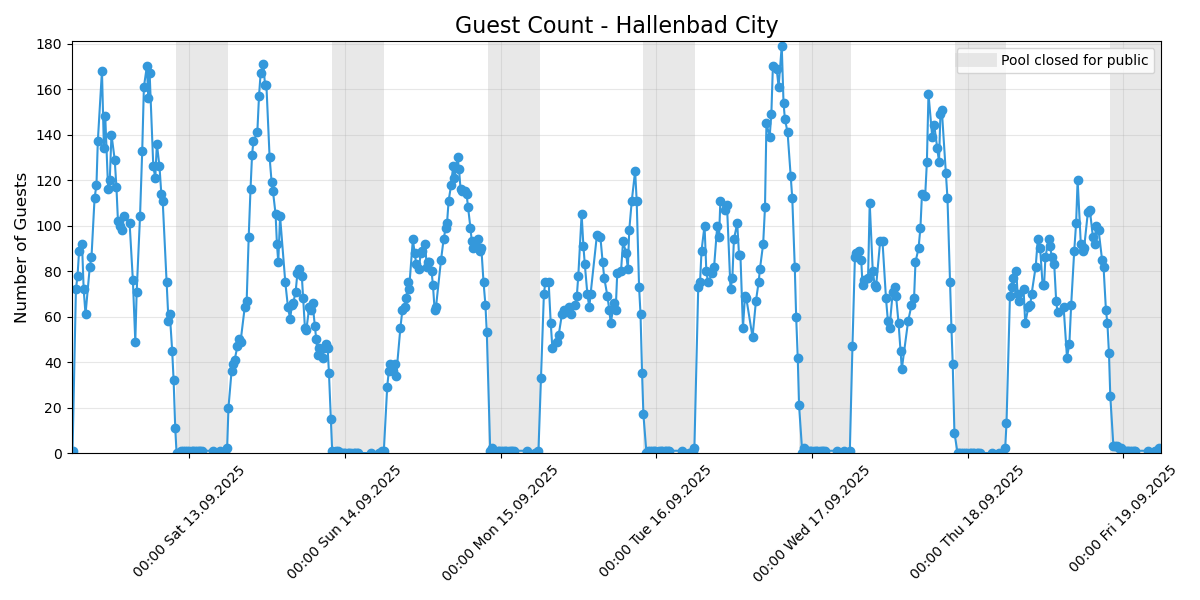 Guest Count - Hallenbad City
Number of Guests
180
160
140
120
100
80
60
40
20
0
Pool closed for public
00:00 Sat 13.09.2025
00:00 Sun 14.09.2025
00:00 Mon 15.09.2025
00:00 Tue 16.09.2025
00:00 Wed 17.09.2025
00:00 Thu 18.09.2025
00:00 Fri 19.09.2025